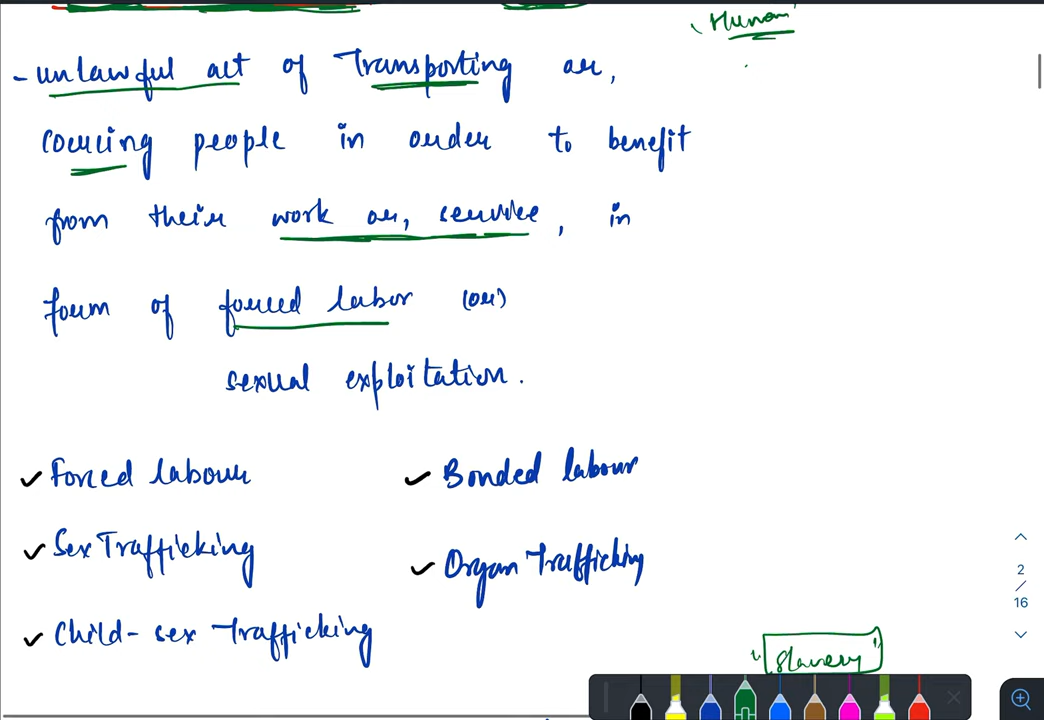 (Human)
- unlawful act of Transporting or,
coercing people in order to benefit
from their work or, service, in
form of forced labor (or)
sexual exploitation.
✓ Forced labour ✓ Bonded labour
✓ Sex Trafficking ✓ Organ Trafficking
✓ Child-sex Trafficking
"Slavery"
2
/
16